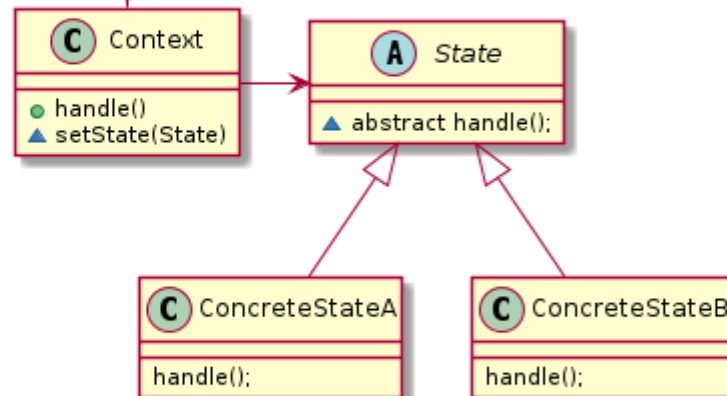 C Context
handle()
setState(State)
A State
abstract handle();
C ConcreteStateA
handle();
C ConcreteStateB
handle();